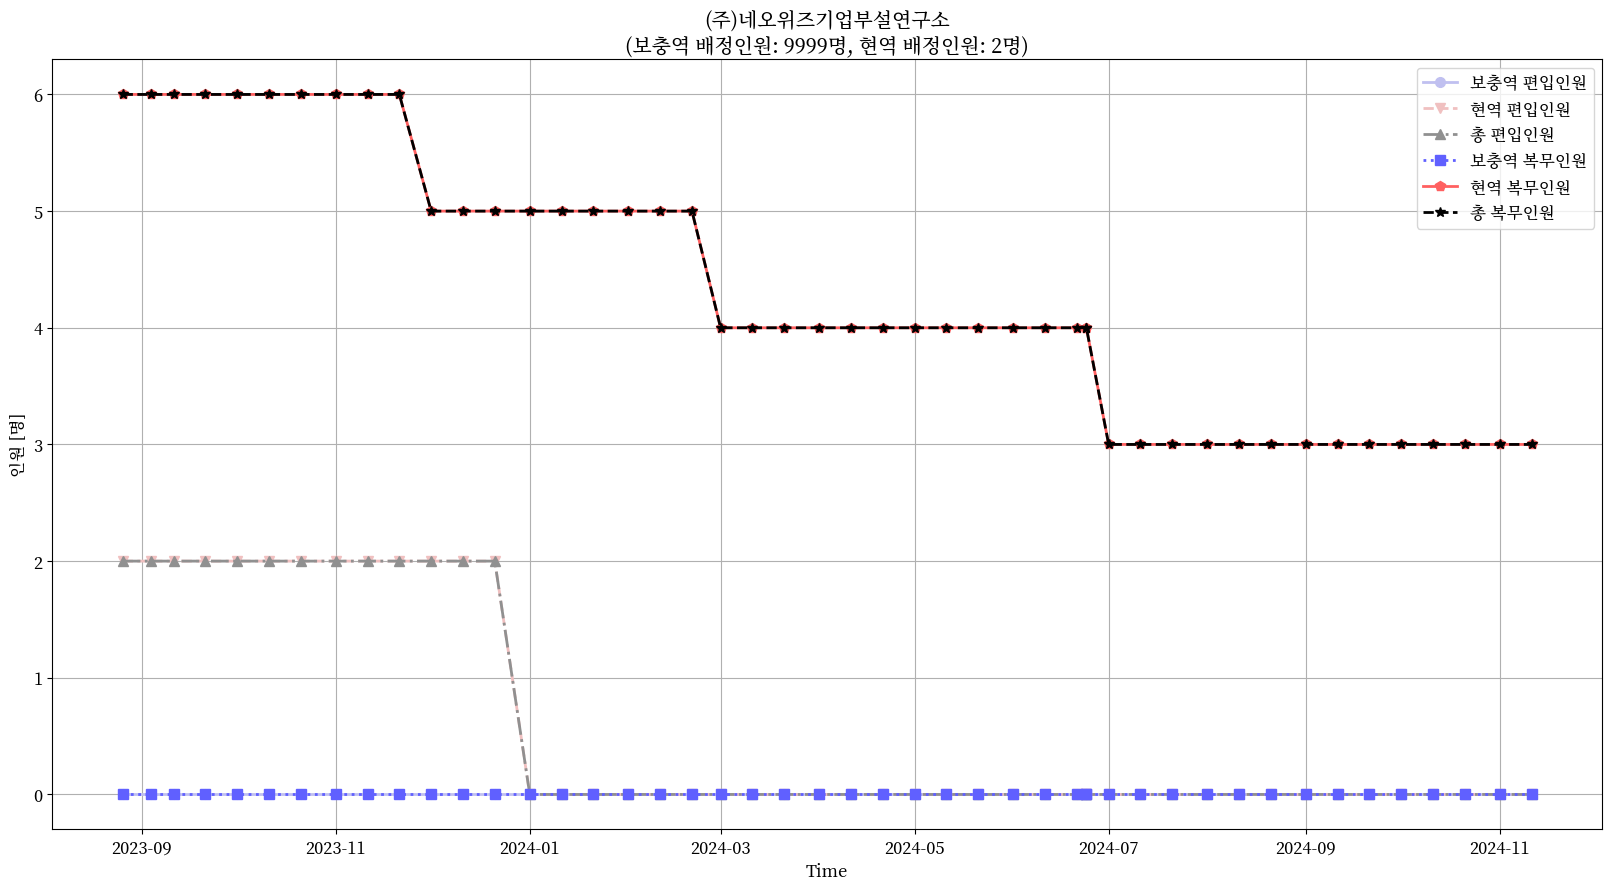 (주)네오위즈기업부설연구소
(보충역 배정인원: 9999명, 현역 배정인원: 2명)
보충역 편입인원
현역 편입인원
총 편입인원
보충역 복무인원
현역 복무인원
총 복무인원
인원 [명]
6
5
4
3
2
1
0
2023-09
2023-11
2024-01
2024-03
2024-05
2024-07
2024-09
2024-11
Time